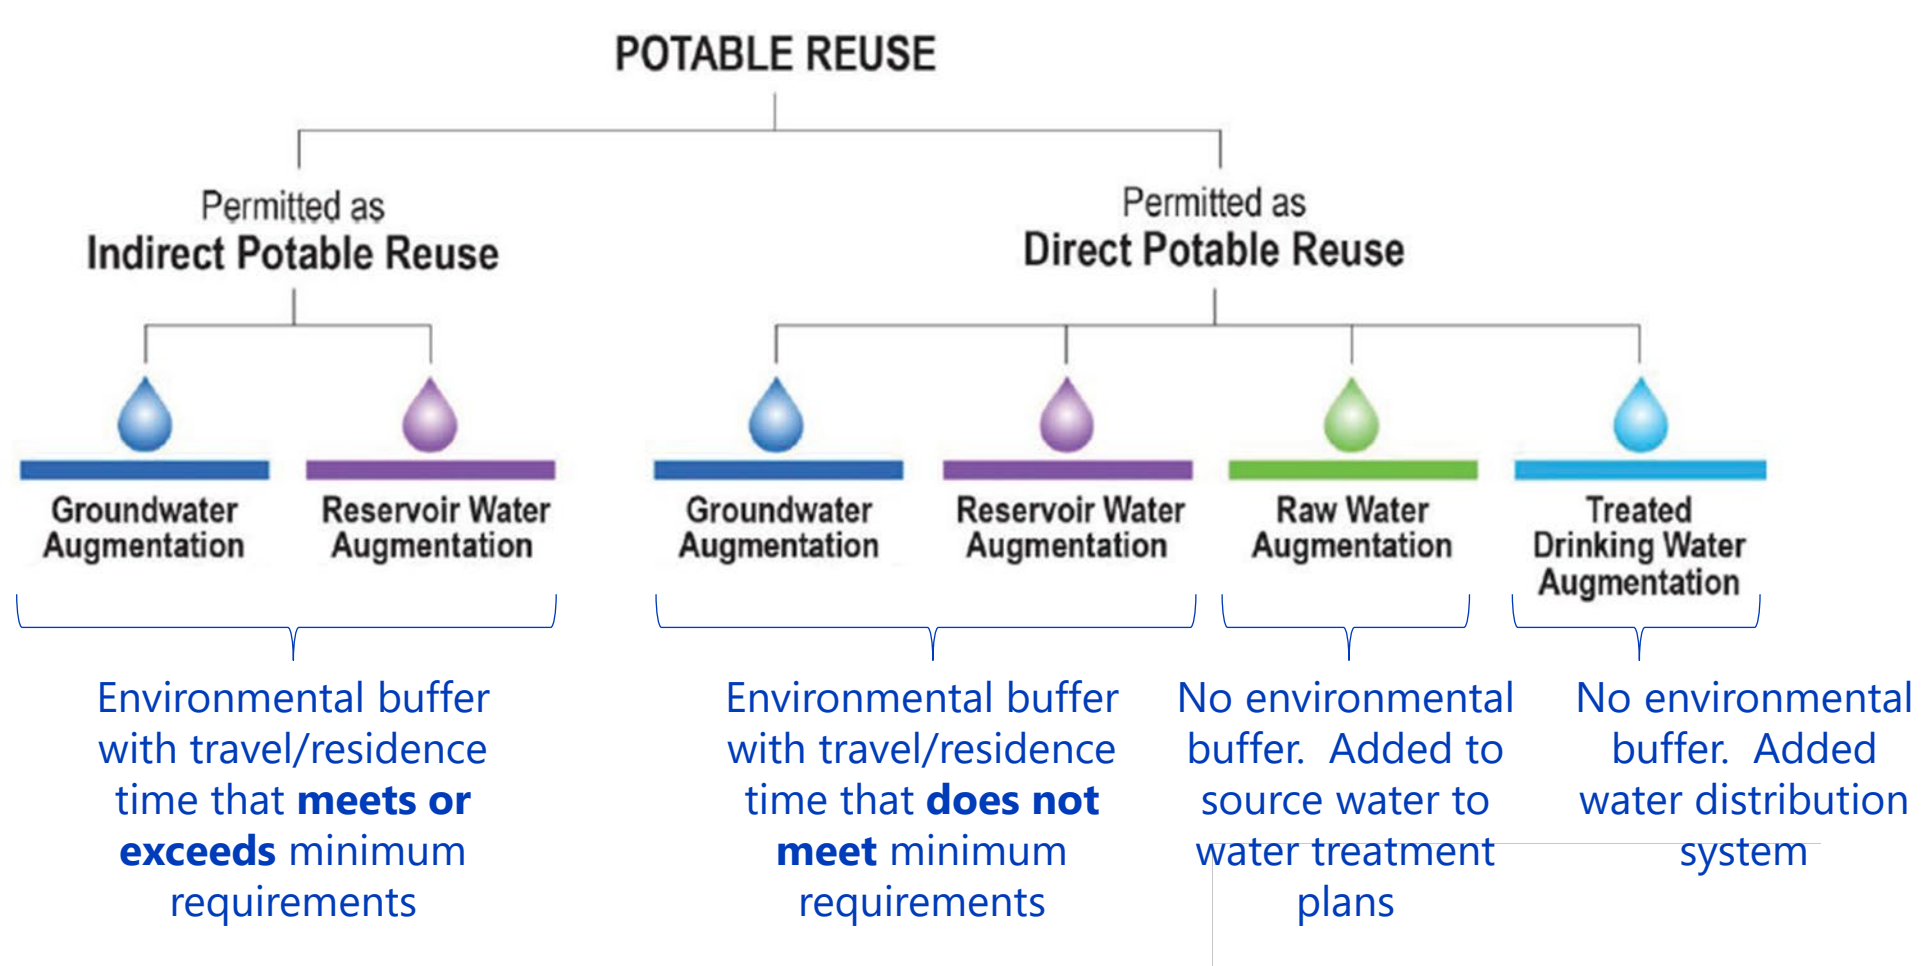 POTABLE REUSE
Permitted as
Indirect Potable Reuse
Permitted as
Direct Potable Reuse
Groundwater
Augmentation
Reservoir Water
Augmentation
Groundwater
Augmentation
Reservoir Water
Augmentation
Raw Water
Augmentation
Treated
Drinking Water
Augmentation
Environmental buffer
with travel/residence
time that meets or
exceeds minimum
requirements
Environmental buffer
with travel/residence
time that does not
meet minimum
requirements
No environmental
buffer.  Added to
source water to
water treatment
plans
No environmental
buffer.  Added
water distribution
system